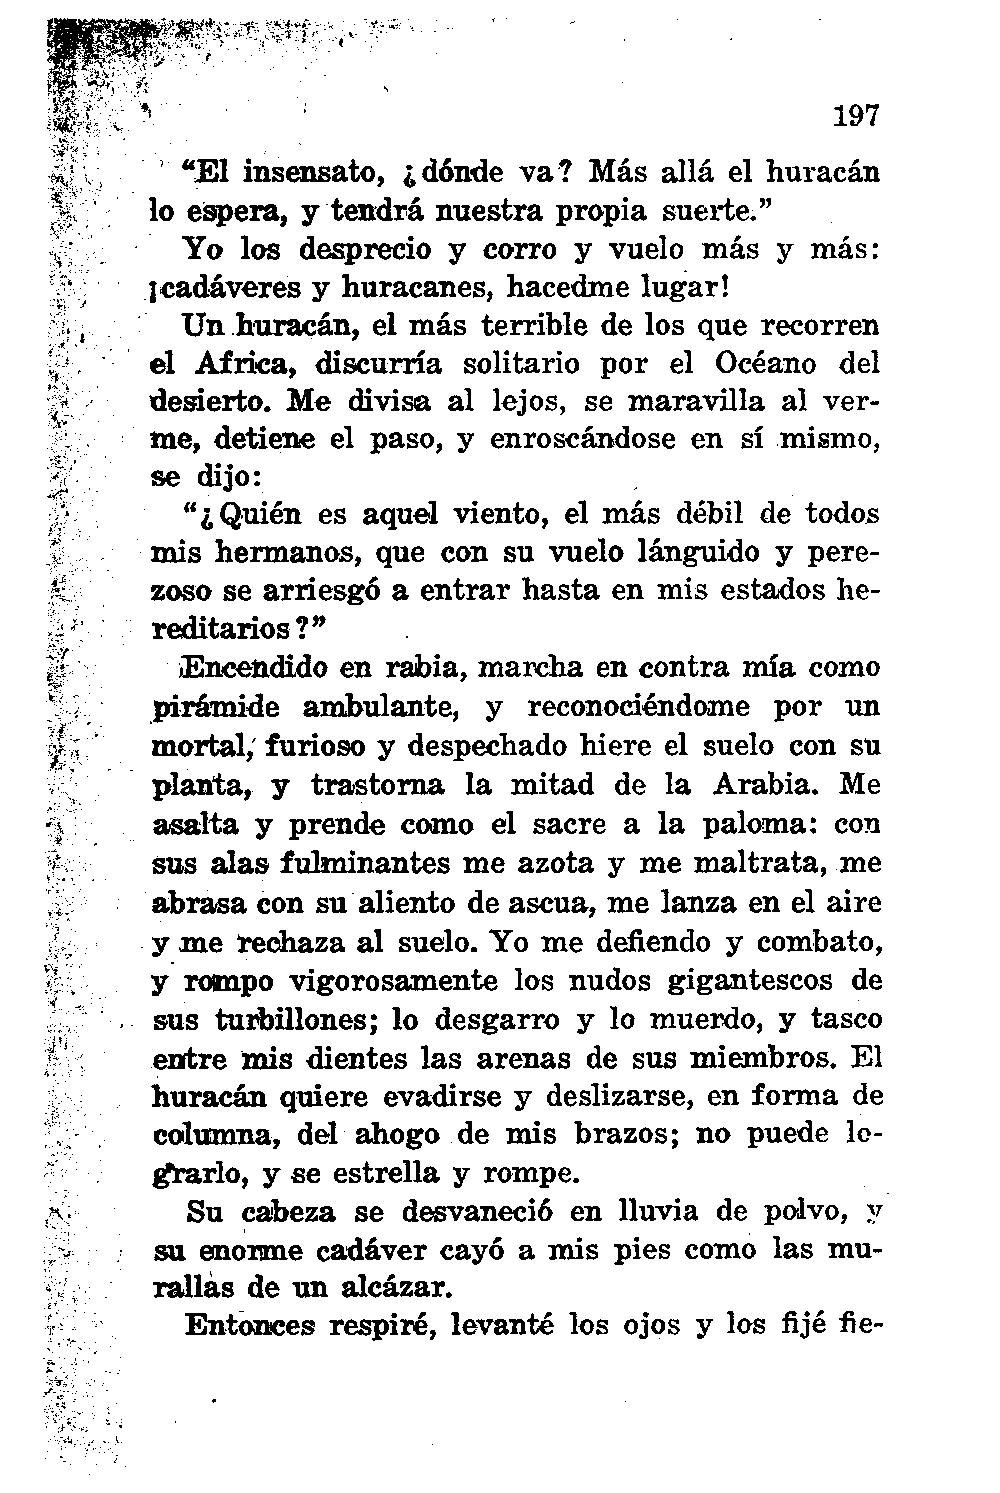 197
“El insensato, ¿dónde va? Más allá el huracán
lo espera, y tendrá nuestra propia suerte.”
Yo los desprecio y corro y vuelo más y más:
¡cadáveres y huracanes, hacedme lugar!
Un huracán, el más terrible de los que recorren
el Africa, discurría solitario por el Océano del
desierto. Me divisa al lejos, se maravilla al ver-
me, detiene el paso, y enroscándose en sí mismo,
se dijo:
“¿Quién es aquel viento, el más débil de todos
mis hermanos, que con su vuelo lánguido y pere-
zoso se arriesgó a entrar hasta en mis estados he-
reditarios?”
Encendido en rabia, marcha en contra mía como
pirámide ambulante, y reconociéndome por un
mortal, furioso y despechado hiere el suelo con su
planta, y trastorna la mitad de la Arabia. Me
asalta y prende como el sacre a la paloma: con
sus alas fulminantes me azota y me maltrata, me
abrasa con su aliento de ascua, me lanza en el aire
y me rechaza al suelo. Yo me defiendo y combato,
y rompo vigorosamente los nudos gigantescos de
sus turbillones; lo desgarro y lo muerdo, y tasco
entre mis dientes las arenas de sus miembros. El
huracán quiere evadirse y deslizarse, en forma de
columna, del ahogo de mis brazos; no puede lo-
grarlo, y se estrella y rompe.
Su cabeza se desvaneció en lluvia de polvo, y
su enorme cadáver cayó a mis pies como las mu-
rallas de un alcázar.
Entonces respiré, levanté los ojos y los fijé fie-